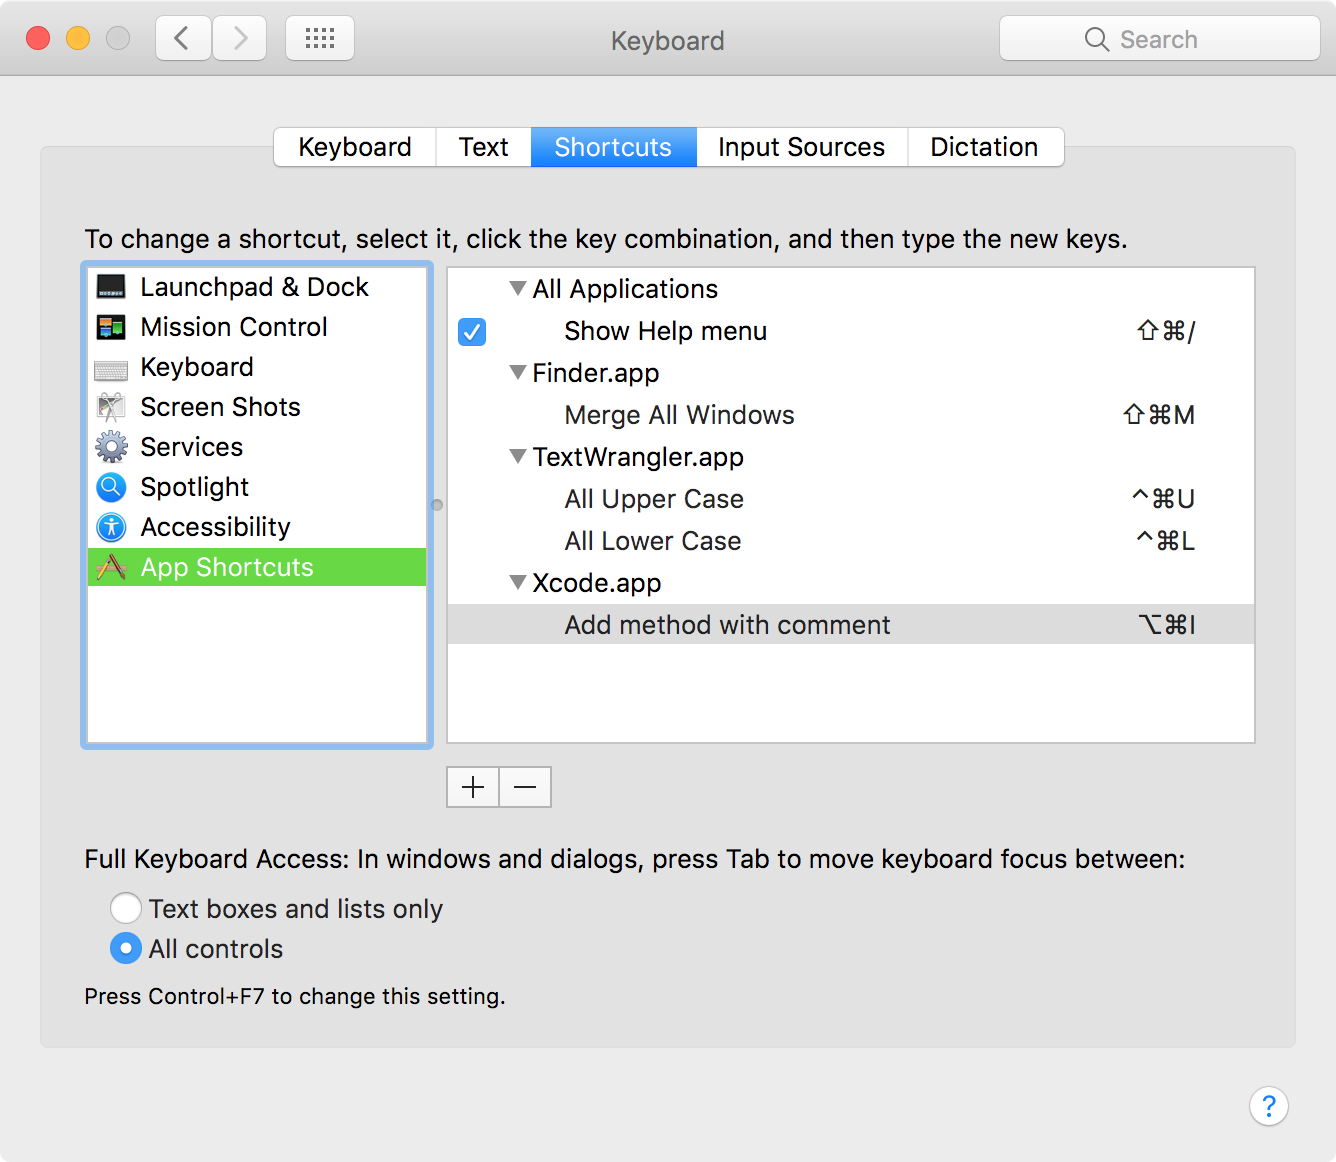 Keyboard
Search
Keyboard Text Shortcuts Input Sources Dictation
To change a shortcut, select it, click the key combination, and then type the new keys.
Launchpad & Dock
Mission Control
Keyboard
Screen Shots
Services
Spotlight
Accessibility
App Shortcuts
All Applications
Show Help menu ⇧⌘/
Finder.app
Merge All Windows ⇧⌘M
TextWrangler.app
All Upper Case ^⌘U
All Lower Case ^⌘L
Xcode.app
Add method with comment ⌥⌘I
Full Keyboard Access: In windows and dialogs, press Tab to move keyboard focus between:
Text boxes and lists only
All controls
Press Control+F7 to change this setting.
?